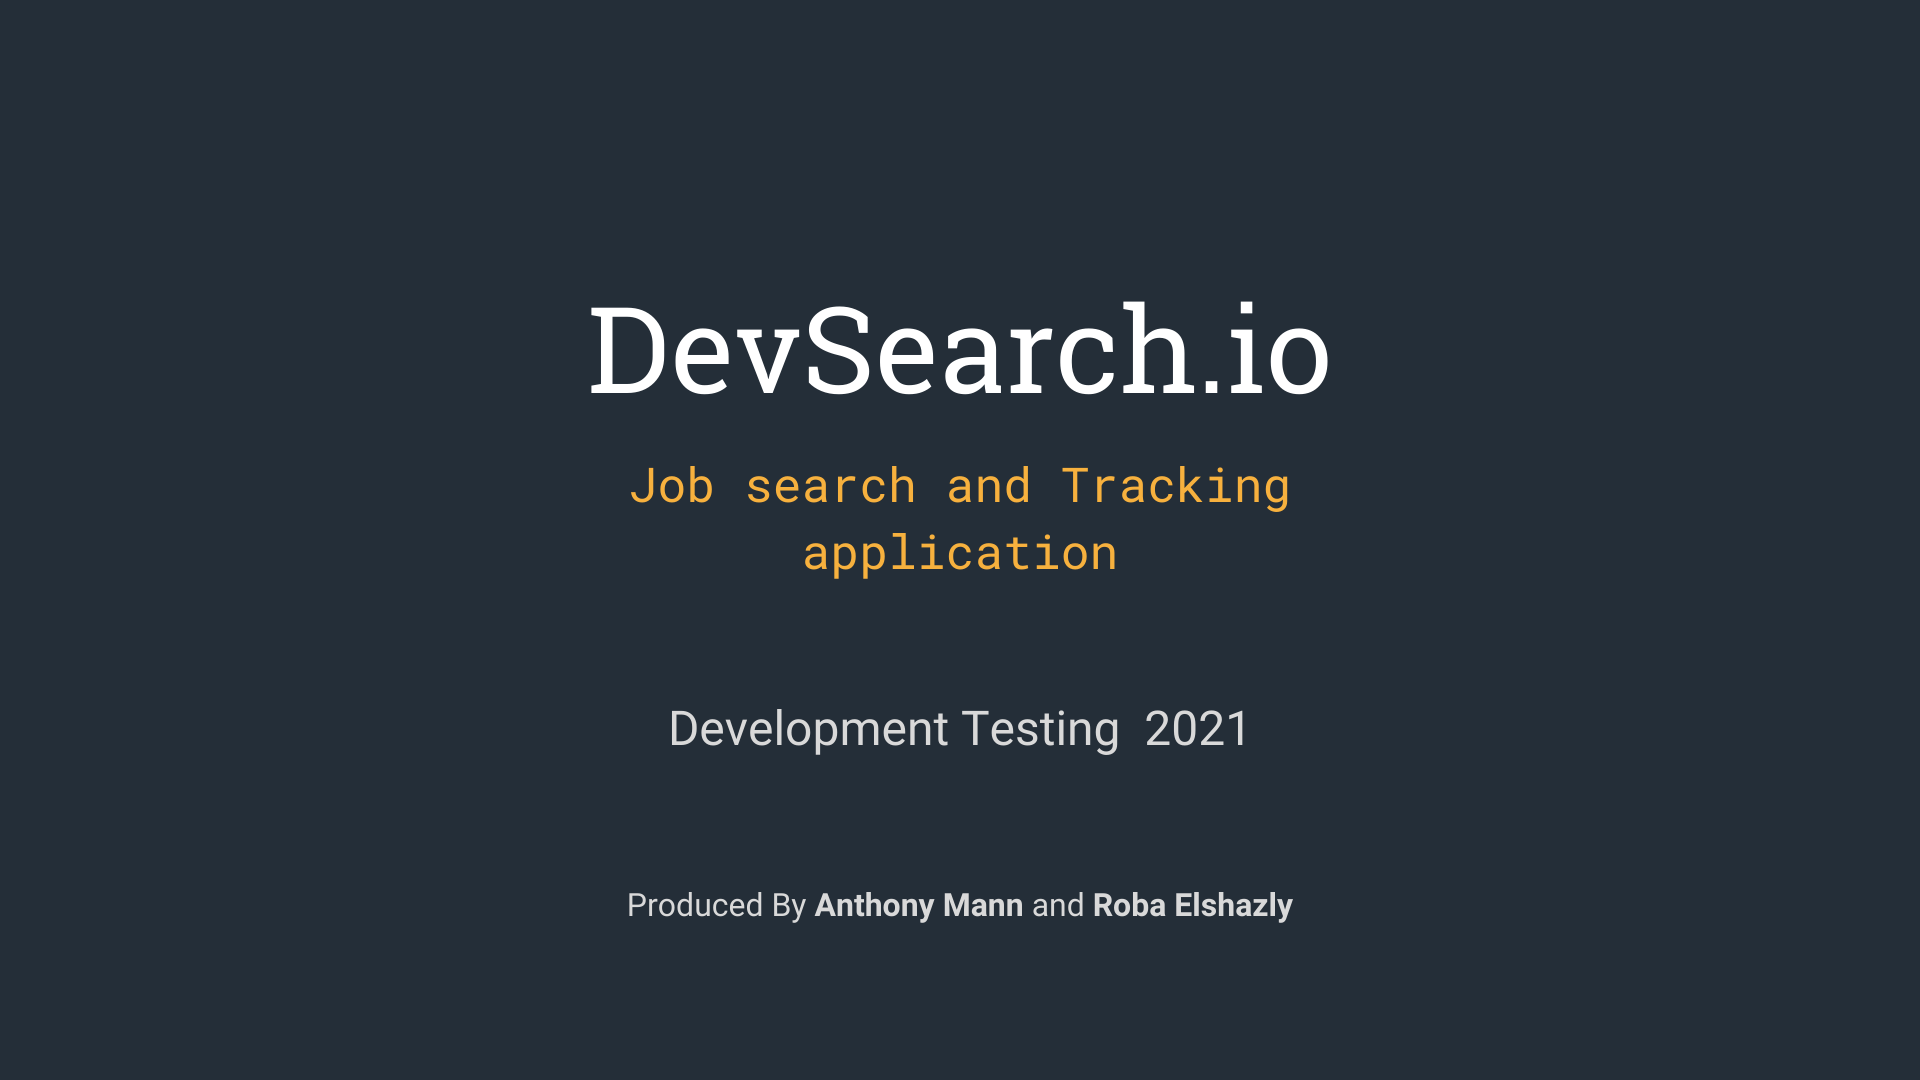 DevSearch.io
Job search and Tracking
application
Development Testing  2021
Produced By Anthony Mann and Roba Elshazly